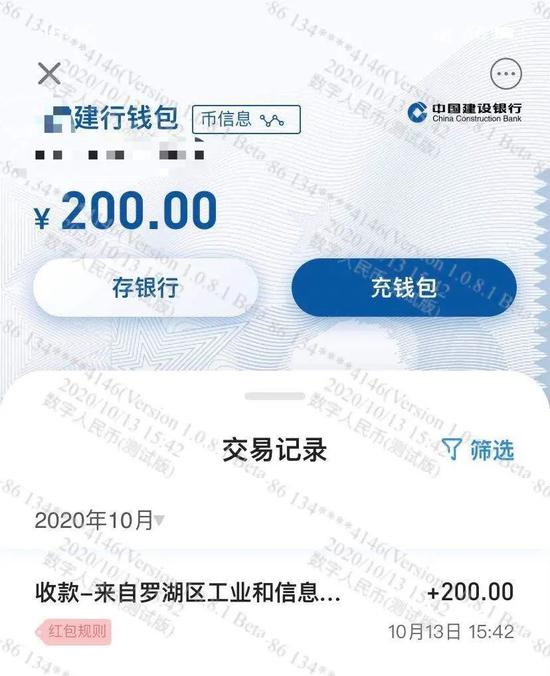 建行钱包 币信息
中国建设银行
China Construction Bank
¥ 200.00
存银行 充钱包
交易记录 筛选
2020年10月
收款-来自罗湖区工业和信息... +200.00
红包规则 10月13日 15:42
86 134****4146(Version 1.0.8.1 Beta
2020/10/13 15:42
数字人民币(测试版)